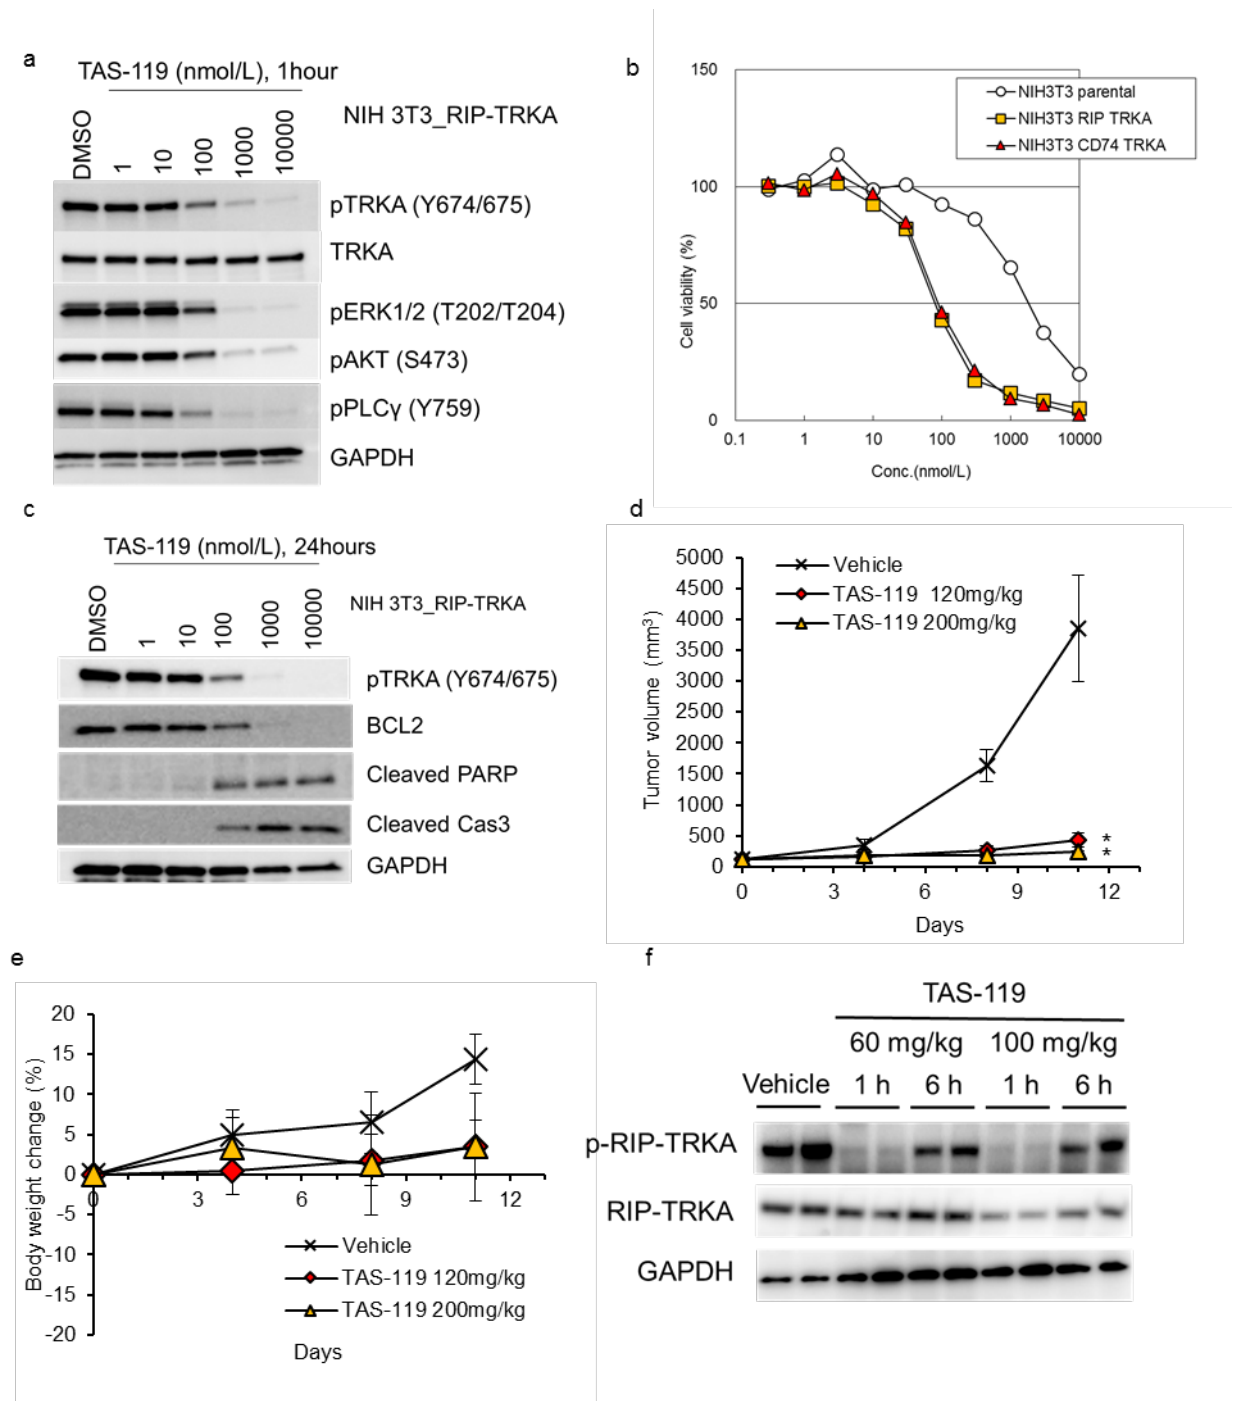 a
TAS-119 (nmol/L), 1hour
NIH 3T3_RIP-TRKA
DMSO
1
10
100
1000
10000
pTRKA (Y674/675)
TRKA
pERK1/2 (T202/T204)
pAKT (S473)
pPLCγ (Y759)
GAPDH
b
150
100
50
0
0.1
1
10
100
1000
10000
Cell viability (%)
Conc.(nmol/L)
NIH3T3 parental
NIH3T3 RIP TRKA
NIH3T3 CD74 TRKA
c
TAS-119 (nmol/L), 24hours
NIH 3T3_RIP-TRKA
DMSO
1
10
100
1000
10000
pTRKA (Y674/675)
BCL2
Cleaved PARP
Cleaved Cas3
GAPDH
d
5000
4500
4000
3500
3000
2500
2000
1500
1000
500
0
Tumor volume (mm³)
Vehicle
TAS-119 120mg/kg
TAS-119 200mg/kg
*
*
0
3
6
9
12
Days
e
20
15
10
5
0
-5
-10
-15
-20
Body weight change (%)
0
3
6
9
12
Vehicle
TAS-119 120mg/kg
TAS-119 200mg/kg
Days
f
TAS-119
60 mg/kg 100 mg/kg
Vehicle 1 h 6 h 1 h 6 h
p-RIP-TRKA
RIP-TRKA
GAPDH